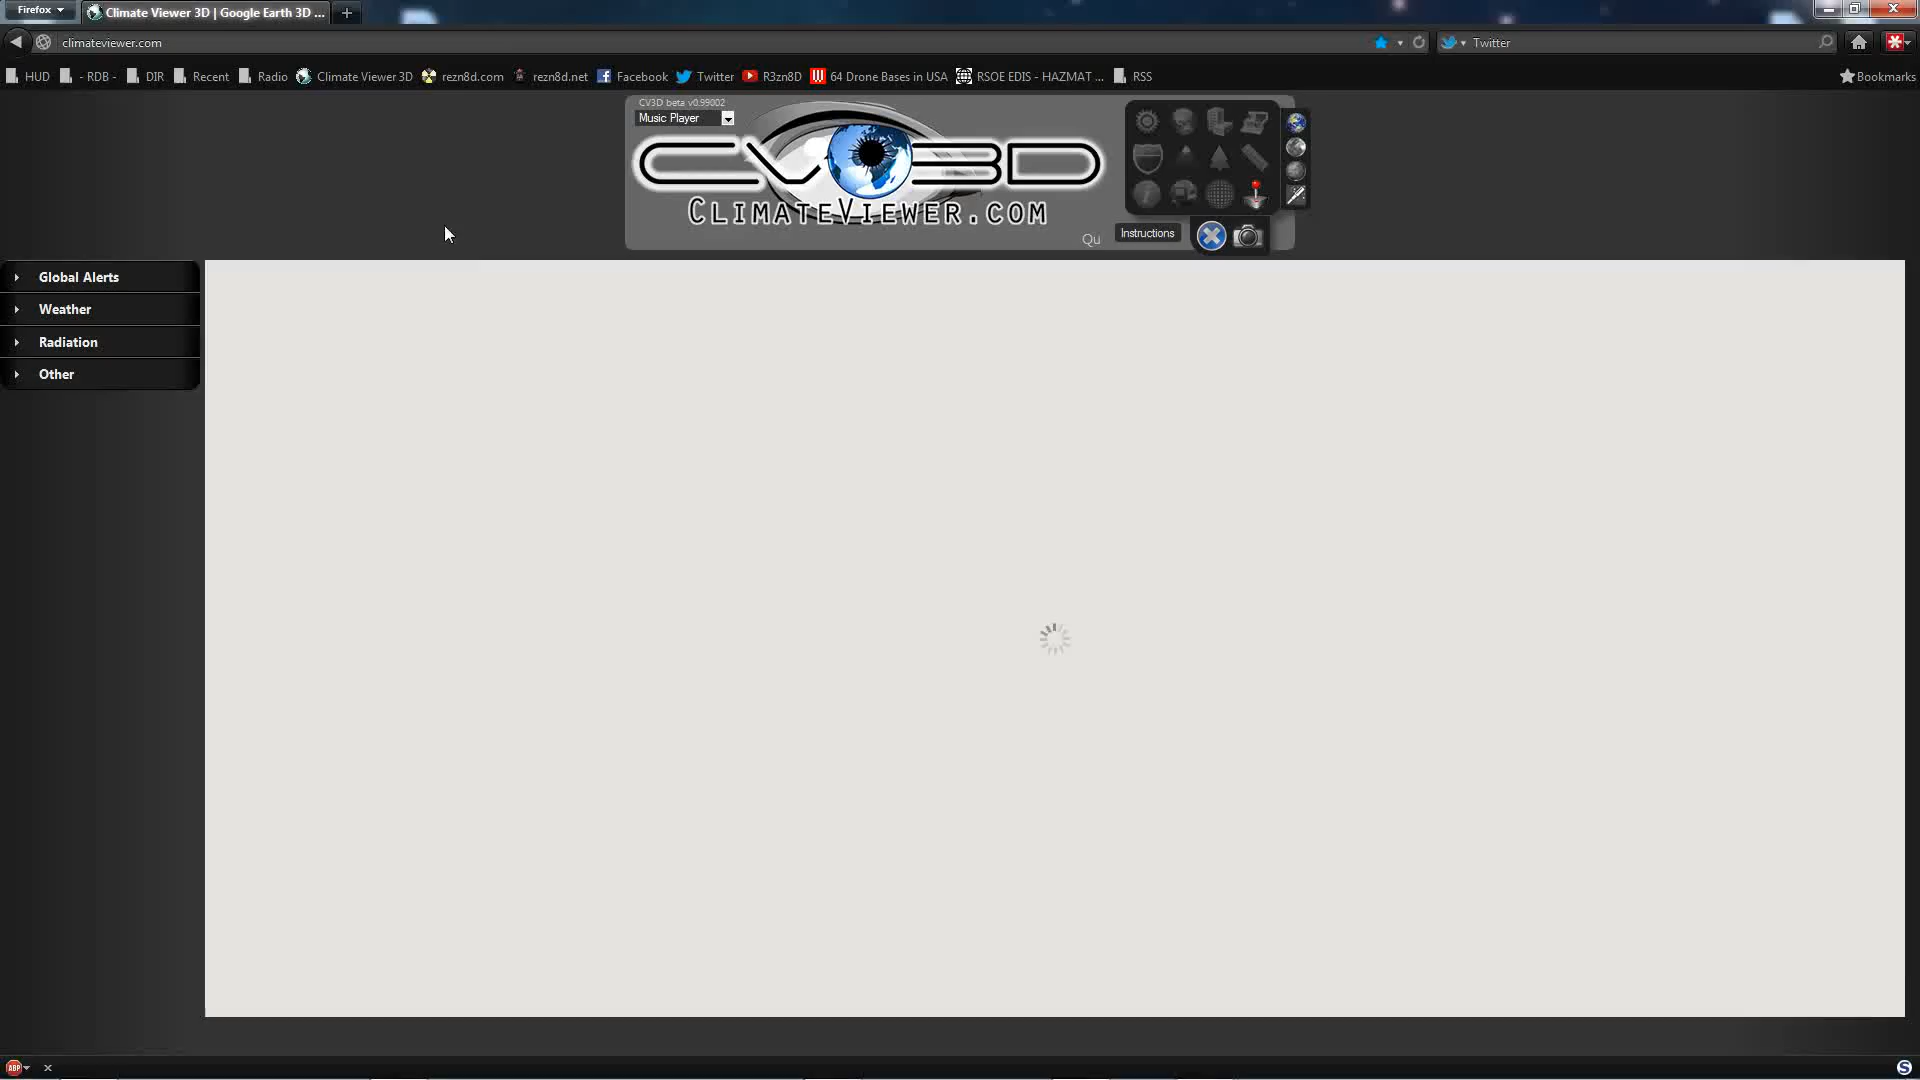 Firefox
Climate Viewer 3D | Google Earth 3D ...
climateviewer.com
Twitter
HUD
- RDB -
DIR
Recent
Radio
Climate Viewer 3D
rezn8d.com
rezn8d.net
Facebook
Twitter
R3zn8D
64 Drone Bases in USA
RSOE EDIS - HAZMAT ...
RSS
Bookmarks
CV3D beta v0.99002
Music Player
CV3D
CLIMATEVIEWER.COM
Qu
Instructions
Global Alerts
Weather
Radiation
Other
ABP